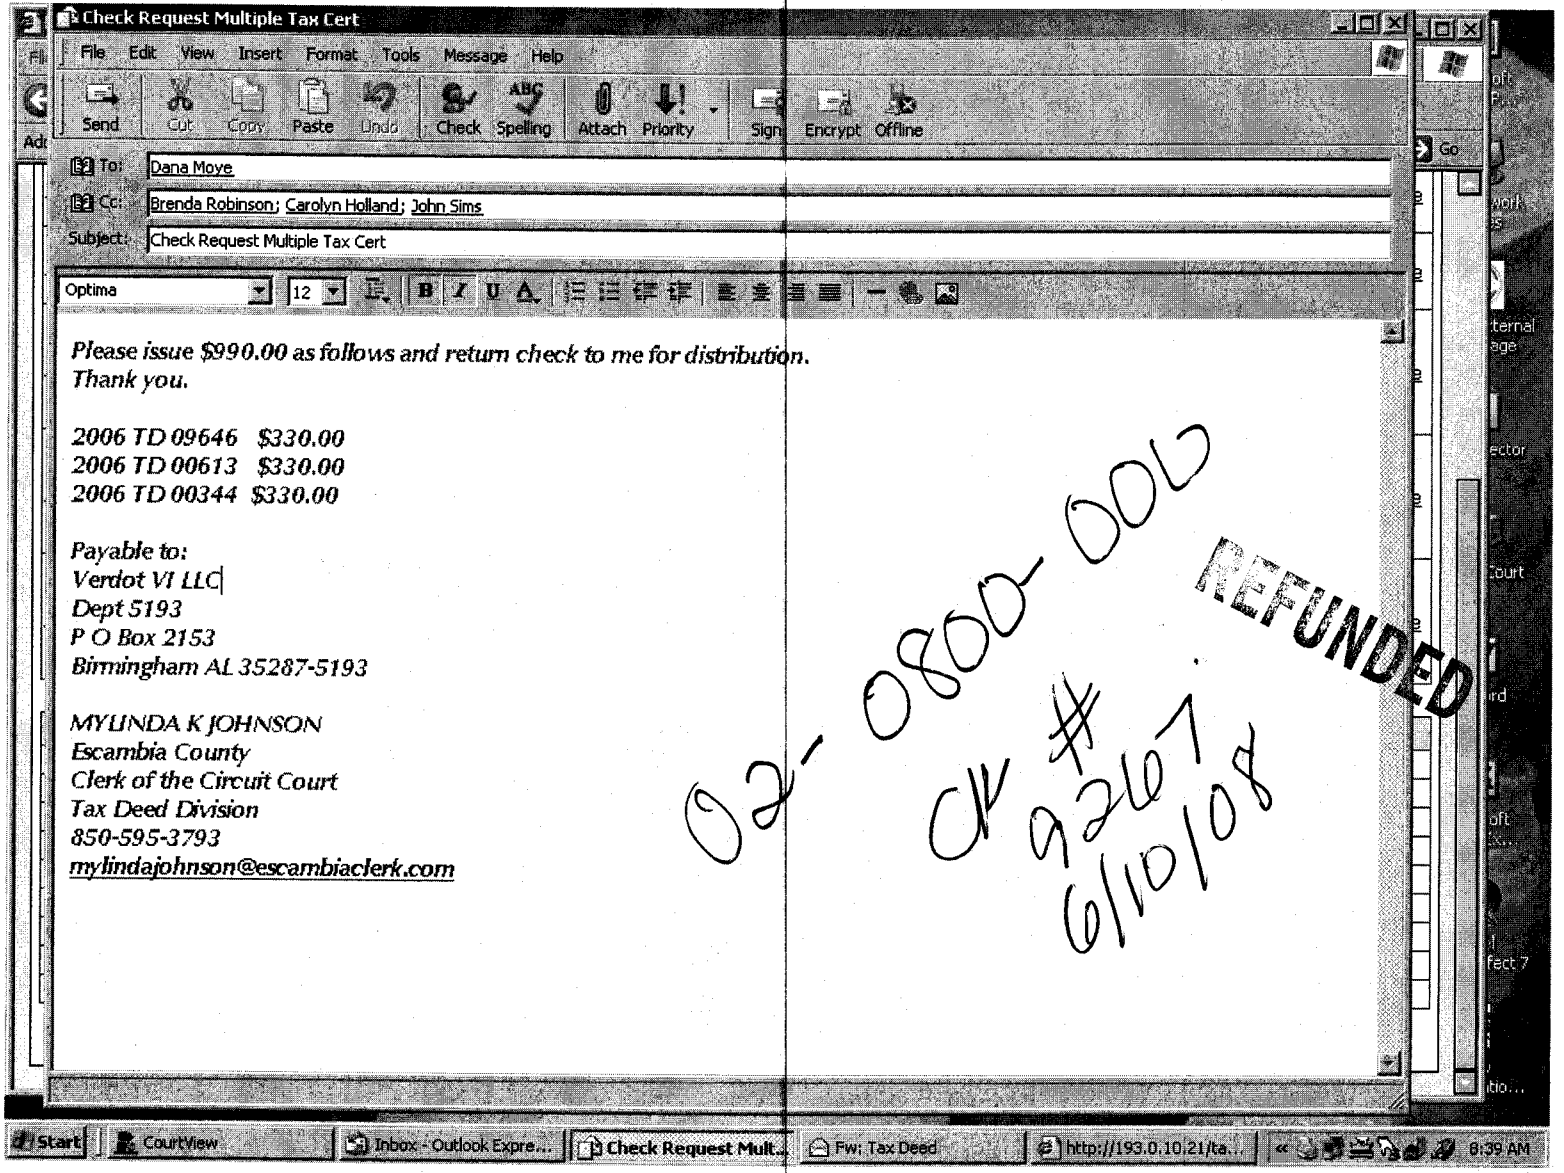 Check Request Multiple Tax Cert
File Edit View Insert Format Tools Message Help
Send Cut Copy Paste Undo Check Spelling Attach Priority Sign Encrypt Offline
Go
To: Dana Moye
Cc: Brenda Robinson; Carolyn Holland; John Sims
Subject: Check Request Multiple Tax Cert
Optima 12 B I U A
Please issue $990.00 as follows and return check to me for distribution.
Thank you.
2006 TD 09646 $330.00
2006 TD 00613 $330.00
2006 TD 00344 $330.00
Payable to:
Verdot VI LLC
Dept 5193
P O Box 2153
Birmingham AL 35287-5193
MYLINDA K JOHNSON
Escambia County
Clerk of the Circuit Court
Tax Deed Division
850-595-3793
mylindajohnson@escambiaclerk.com
02-0800-000
REFUNDED
CK #
9267
6/10/08
Start CourtView Inbox - Outlook Expre... Check Request Mult... Fw: Tax Deed http://193.0.10.21/ta... « 8:39 AM